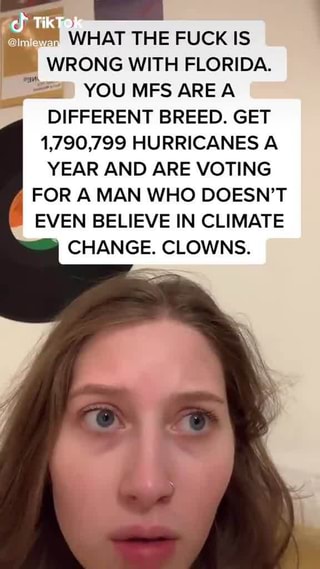 TikTok
@lmlewan
WHAT THE FUCK IS
WRONG WITH FLORIDA.
YOU MFS ARE A
DIFFERENT BREED. GET
1,790,799 HURRICANES A
YEAR AND ARE VOTING
FOR A MAN WHO DOESN'T
EVEN BELIEVE IN CLIMATE
CHANGE. CLOWNS.